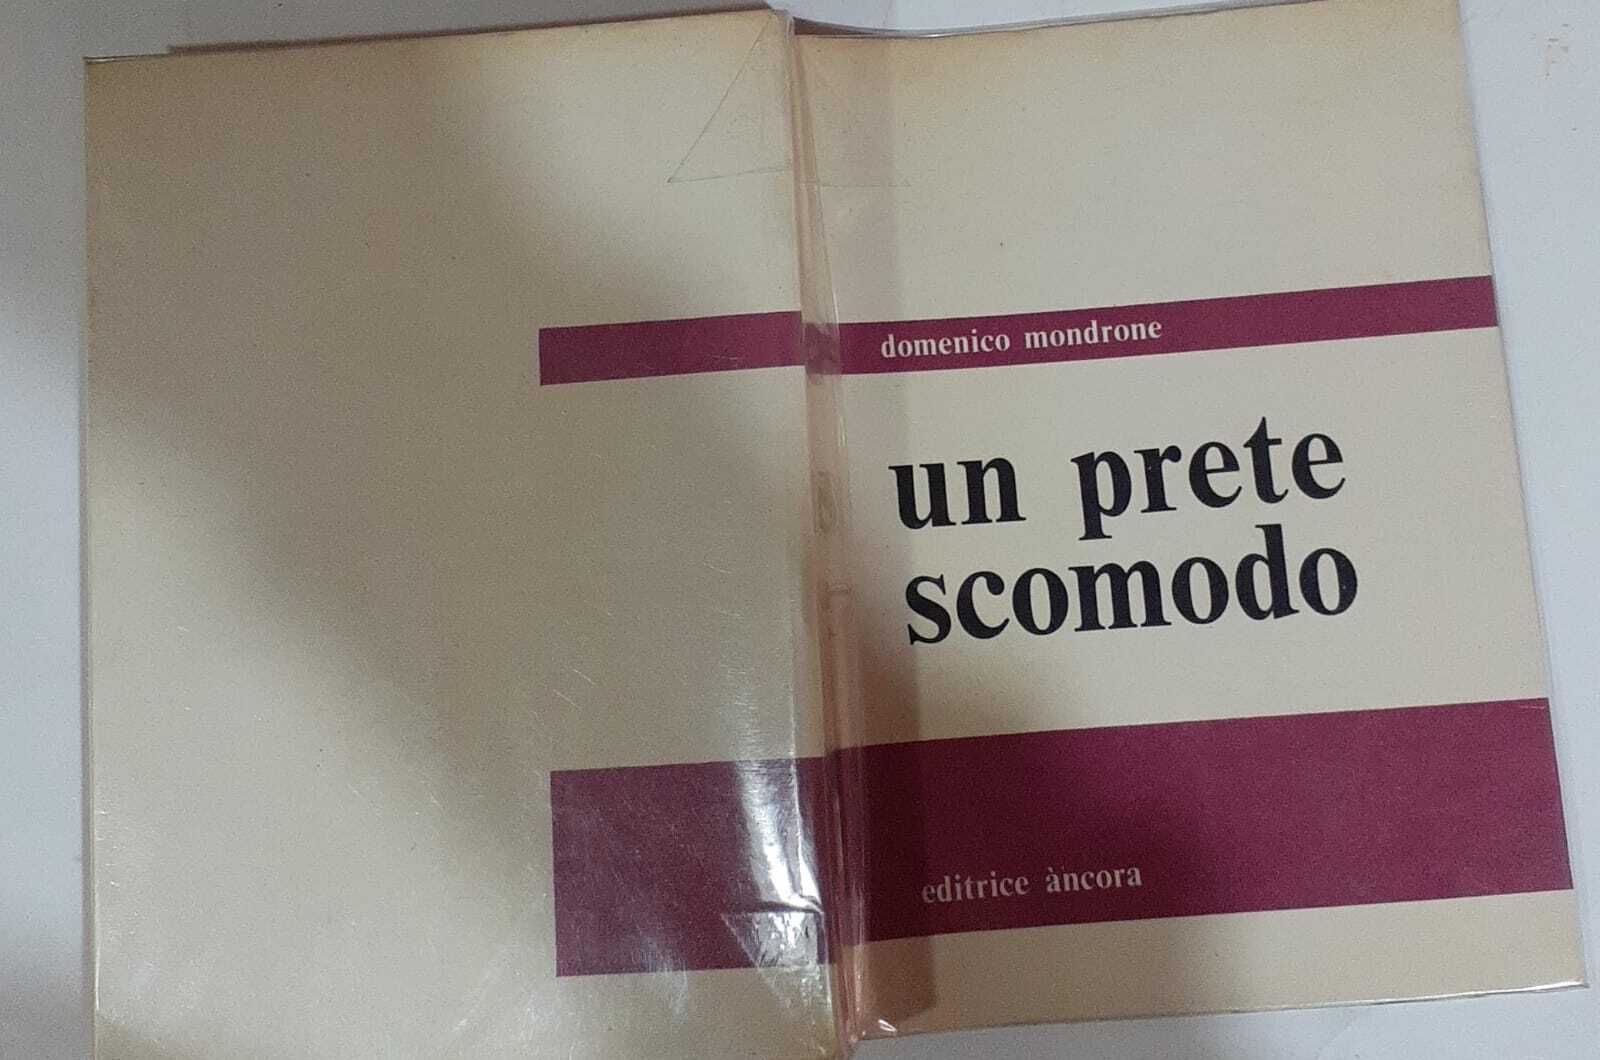 domenico mondrone
un prete
scomodo
editrice àncora